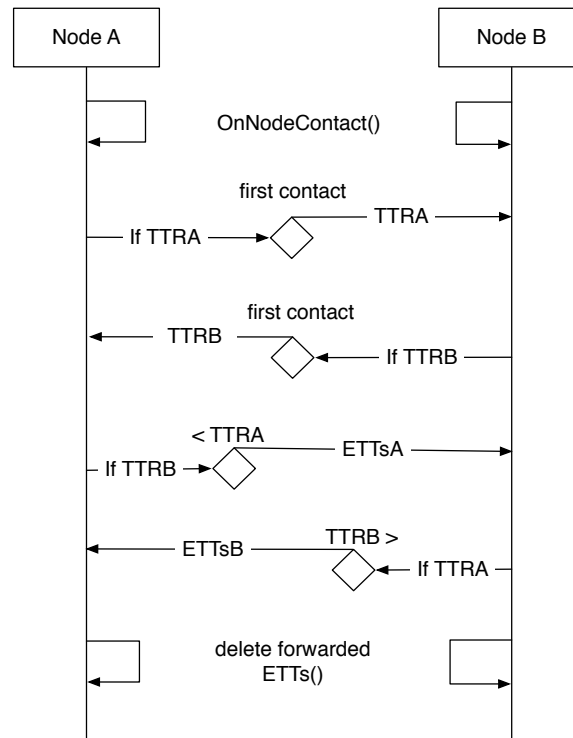 Node A
Node B
OnNodeContact()
first contact
TTRA
If TTRA
first contact
TTRB
If TTRB
< TTRA
ETTsA
If TTRB
TTRB >
ETTsB
If TTRA
delete forwarded
ETTs()